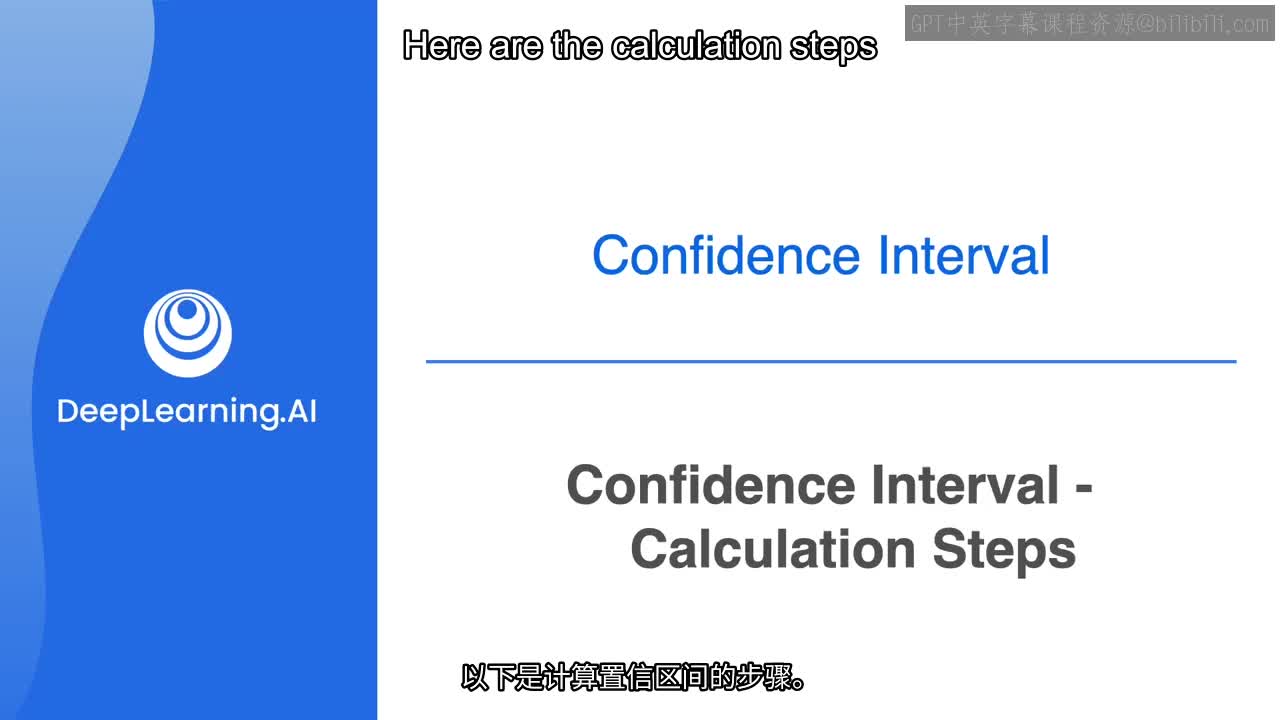 GPT中英字幕课程资源@bilibili.com
Here are the calculation steps
Confidence Interval
DeepLearning.AI
Confidence Interval -
Calculation Steps
以下是计算置信区间的步骤。